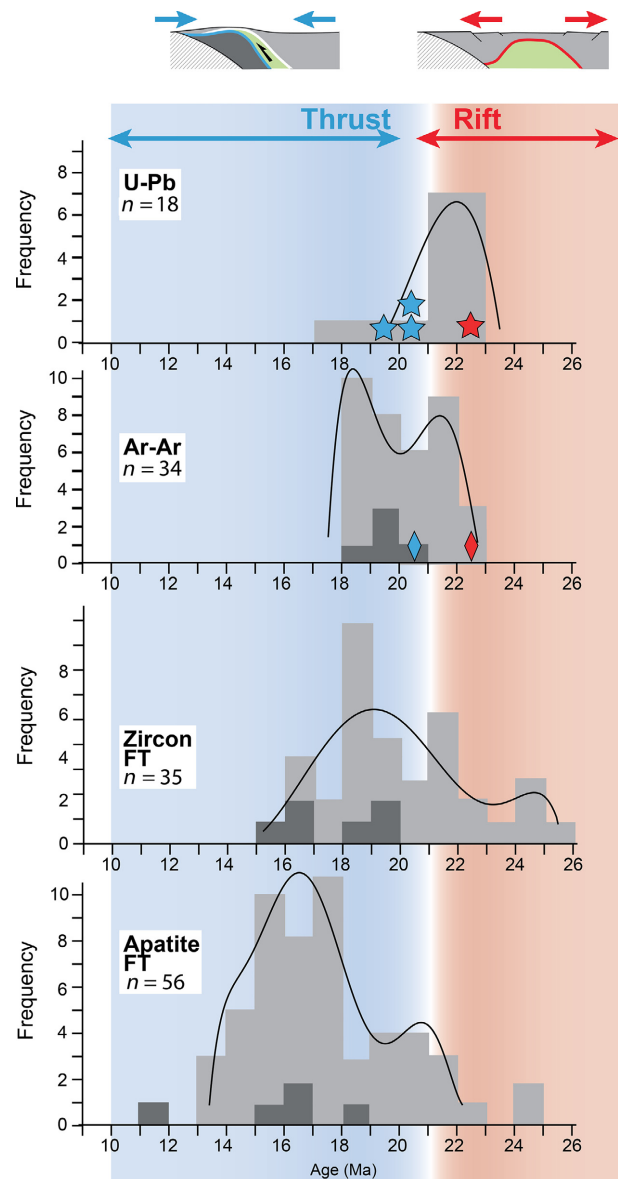 Thrust Rift
Frequency
8
6
4
2
0
U-Pb
n = 18
10 12 14 16 18 20 22 24 26
Frequency
10
8
6
4
2
0
Ar-Ar
n = 34
10 12 14 16 18 20 22 24 26
Frequency
8
6
4
2
0
Zircon
FT
n = 35
10 12 14 16 18 20 22 24 26
Frequency
10
8
6
4
2
0
Apatite
FT
n = 56
10 12 14 16 18 20 22 24 26
Age (Ma)